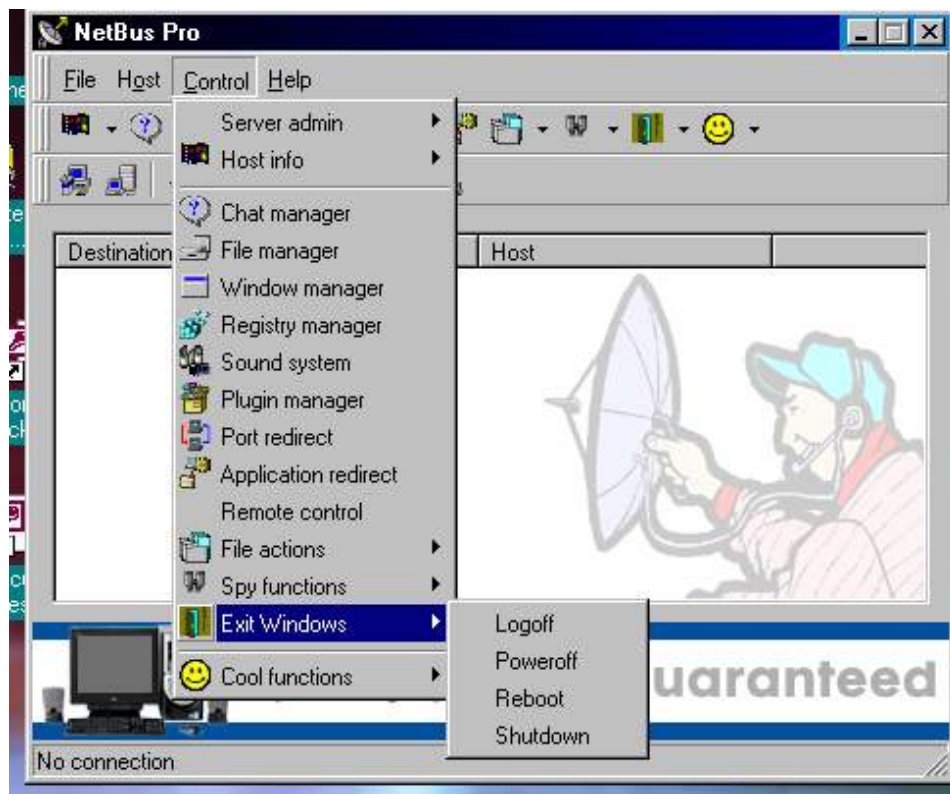 NetBus Pro
File Host Control Help
Server admin
Host info
Destination
Host
Chat manager
File manager
Window manager
Registry manager
Sound system
Plugin manager
Port redirect
Application redirect
Remote control
File actions
Spy functions
Exit Windows
Cool functions
Logoff
Poweroff
Reboot
Shutdown
uaranteed
No connection